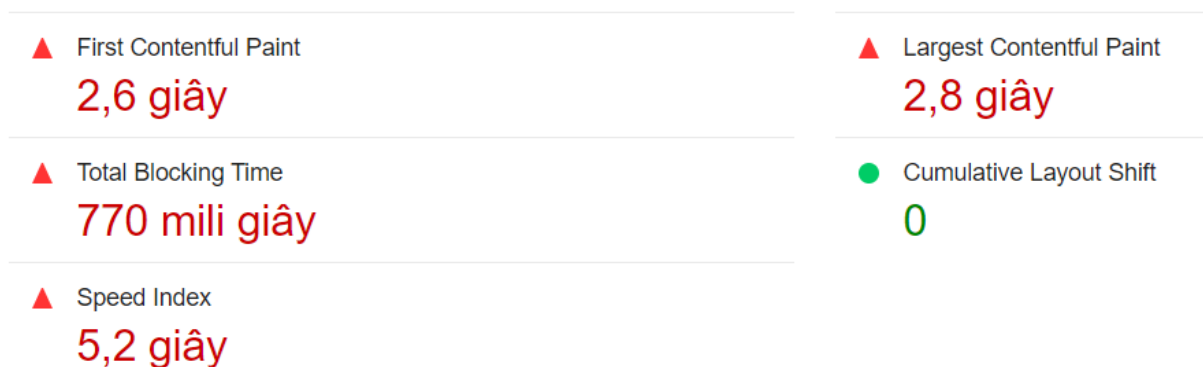 First Contentful Paint
2,6 giây
Largest Contentful Paint
2,8 giây
Total Blocking Time
770 mili giây
Cumulative Layout Shift
0
Speed Index
5,2 giây